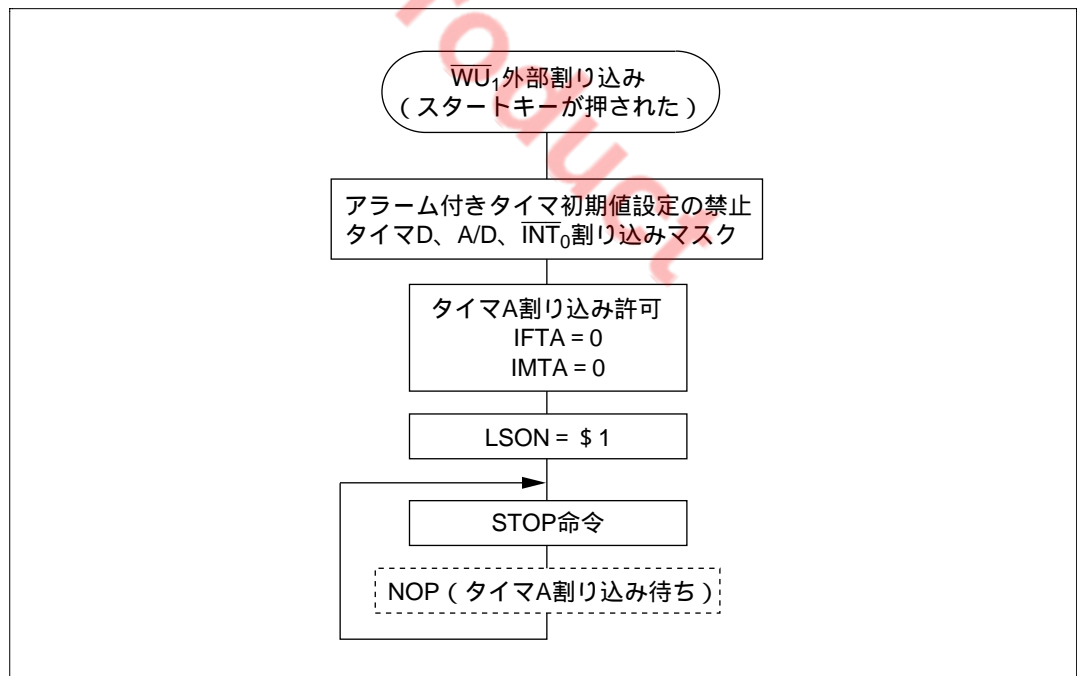 roduct
WU1外部割り込み
（スタートキーが押された）
アラーム付きタイマ初期値設定の禁止
タイマD、A/D、INT0割り込みマスク
タイマA割り込み許可
IFTA = 0
IMTA = 0
LSON = $1
STOP命令
NOP（タイマA割り込み待ち）